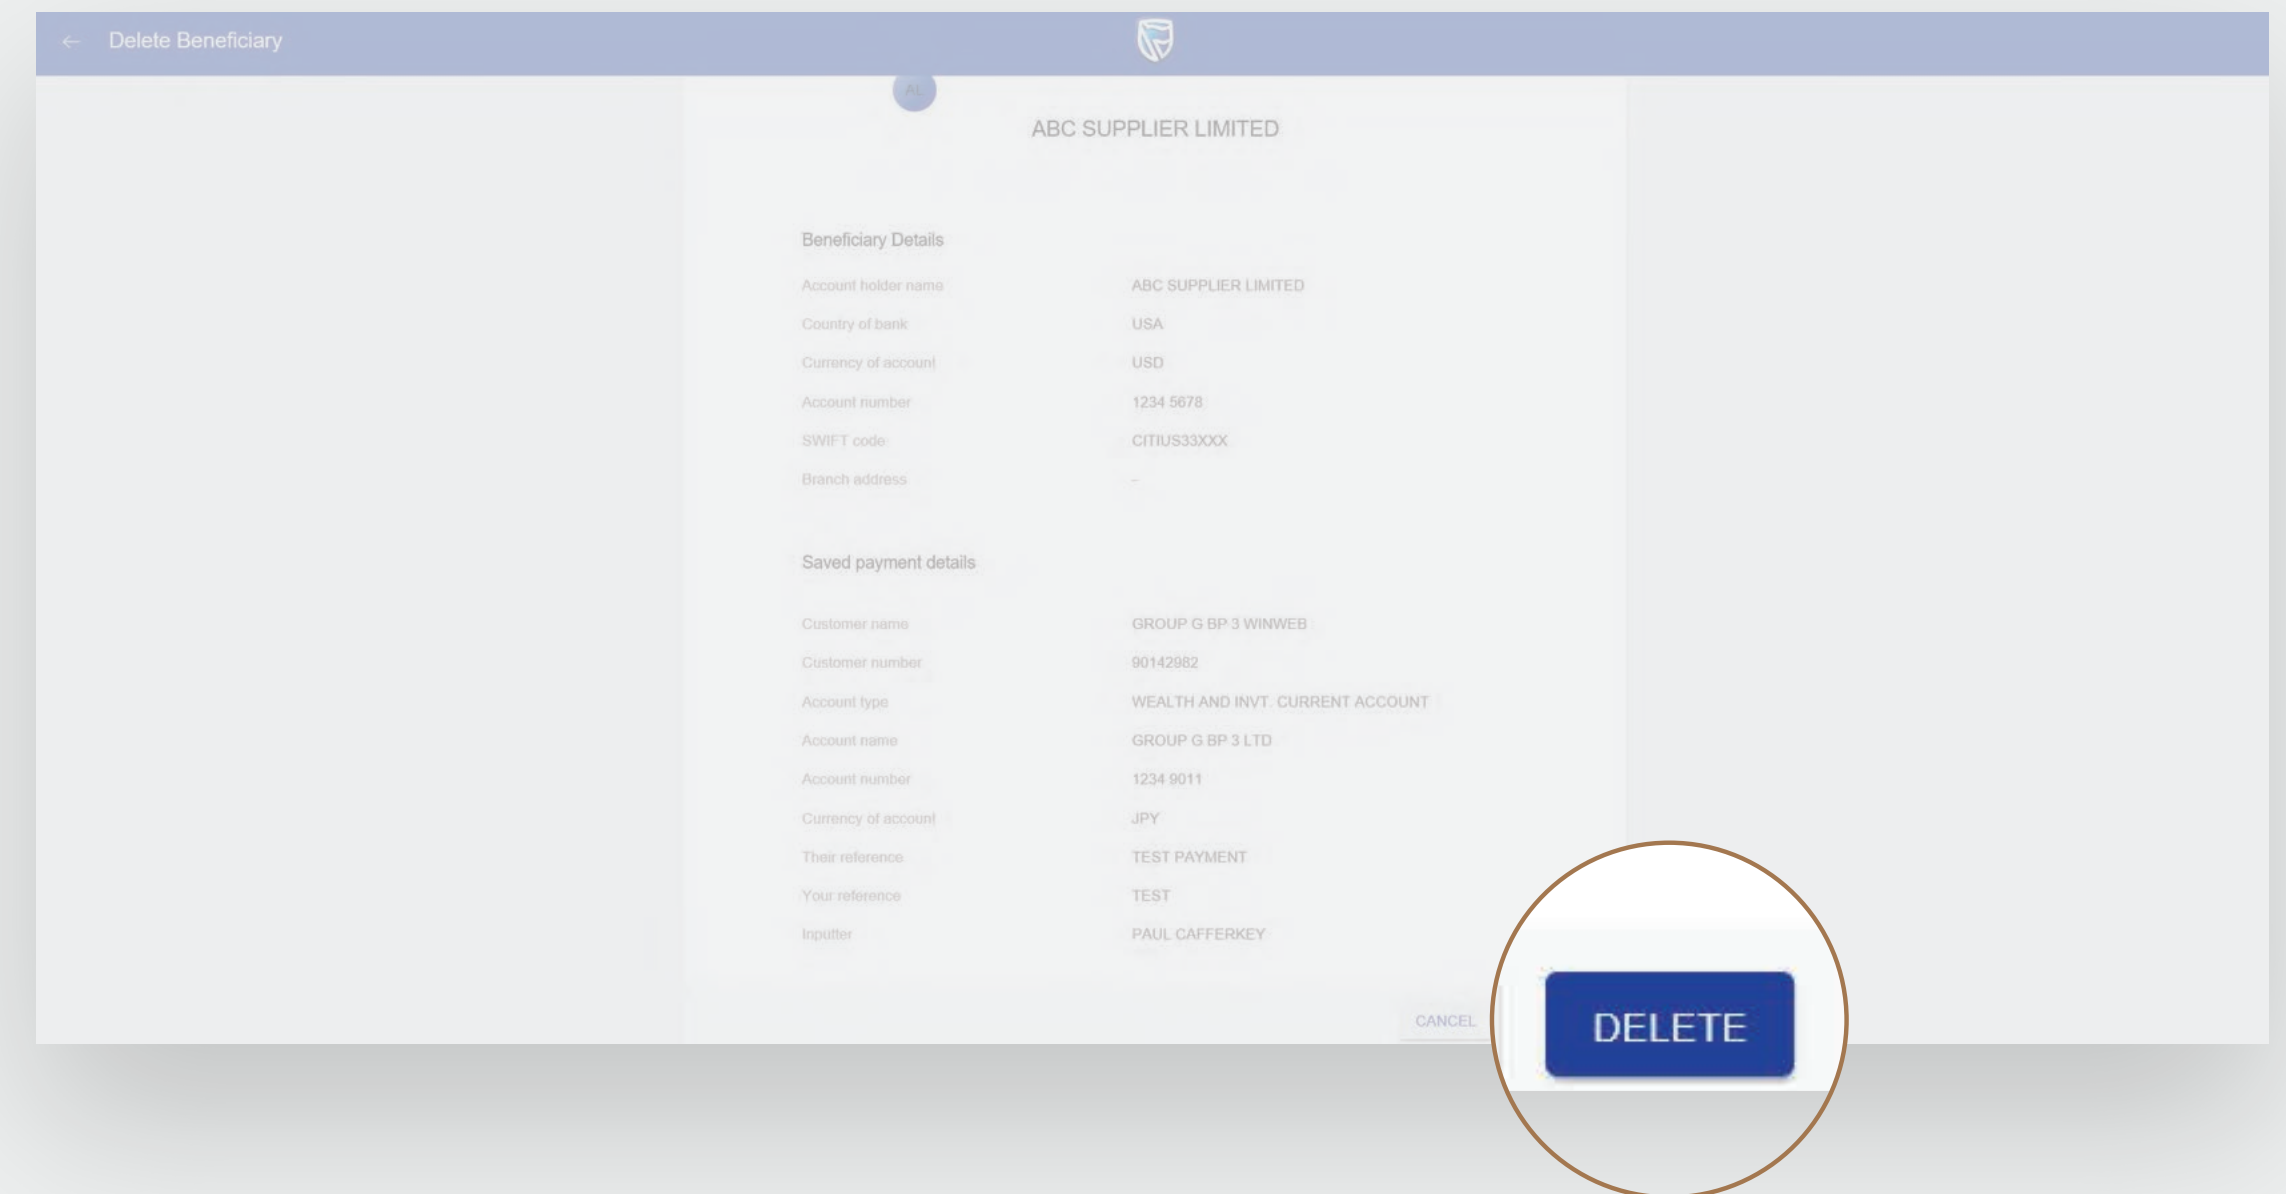 ← Delete Beneficiary
AL
ABC SUPPLIER LIMITED
Beneficiary Details
Account holder name ABC SUPPLIER LIMITED
Country of bank USA
Currency of account USD
Account number 1234 5678
SWIFT code CITIUS33XXX
Branch address –
Saved payment details
Customer name GROUP G BP 3 WINWEB
Customer number 90142982
Account type WEALTH AND INVT. CURRENT ACCOUNT
Account name GROUP G BP 3 LTD
Account number 1234 9011
Currency of account JPY
Their reference TEST PAYMENT
Your reference TEST
Inputter PAUL CAFFERKEY
CANCEL DELETE